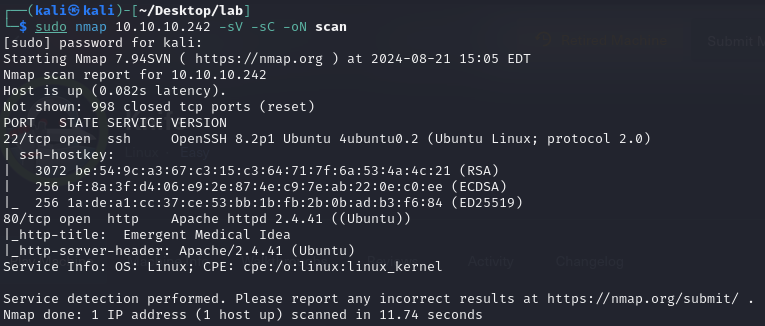 ┌──(kali㉿kali)-[~/Desktop/lab]
└─$ sudo nmap 10.10.10.242 -sV -sC -oN scan
[sudo] password for kali:
Starting Nmap 7.94SVN ( https://nmap.org ) at 2024-08-21 15:05 EDT
Nmap scan report for 10.10.10.242
Host is up (0.082s latency).
Not shown: 998 closed tcp ports (reset)
PORT   STATE SERVICE VERSION
22/tcp open  ssh     OpenSSH 8.2p1 Ubuntu 4ubuntu0.2 (Ubuntu Linux; protocol 2.0)
| ssh-hostkey:
|   3072 be:54:9c:a3:67:c3:15:c3:64:71:7f:6a:53:4a:4c:21 (RSA)
|   256 bf:8a:3f:d4:06:e9:2e:87:4e:c9:7e:ab:22:0e:c0:ee (ECDSA)
|_  256 1a:de:a1:cc:37:ce:53:bb:1b:fb:2b:0b:ad:b3:f6:84 (ED25519)
80/tcp open  http    Apache httpd 2.4.41 ((Ubuntu))
|_http-title:  Emergent Medical Idea
|_http-server-header: Apache/2.4.41 (Ubuntu)
Service Info: OS: Linux; CPE: cpe:/o:linux:linux_kernel
Activity
Changelog
Service detection performed. Please report any incorrect results at https://nmap.org/submit/ .
Nmap done: 1 IP address (1 host up) scanned in 11.74 seconds